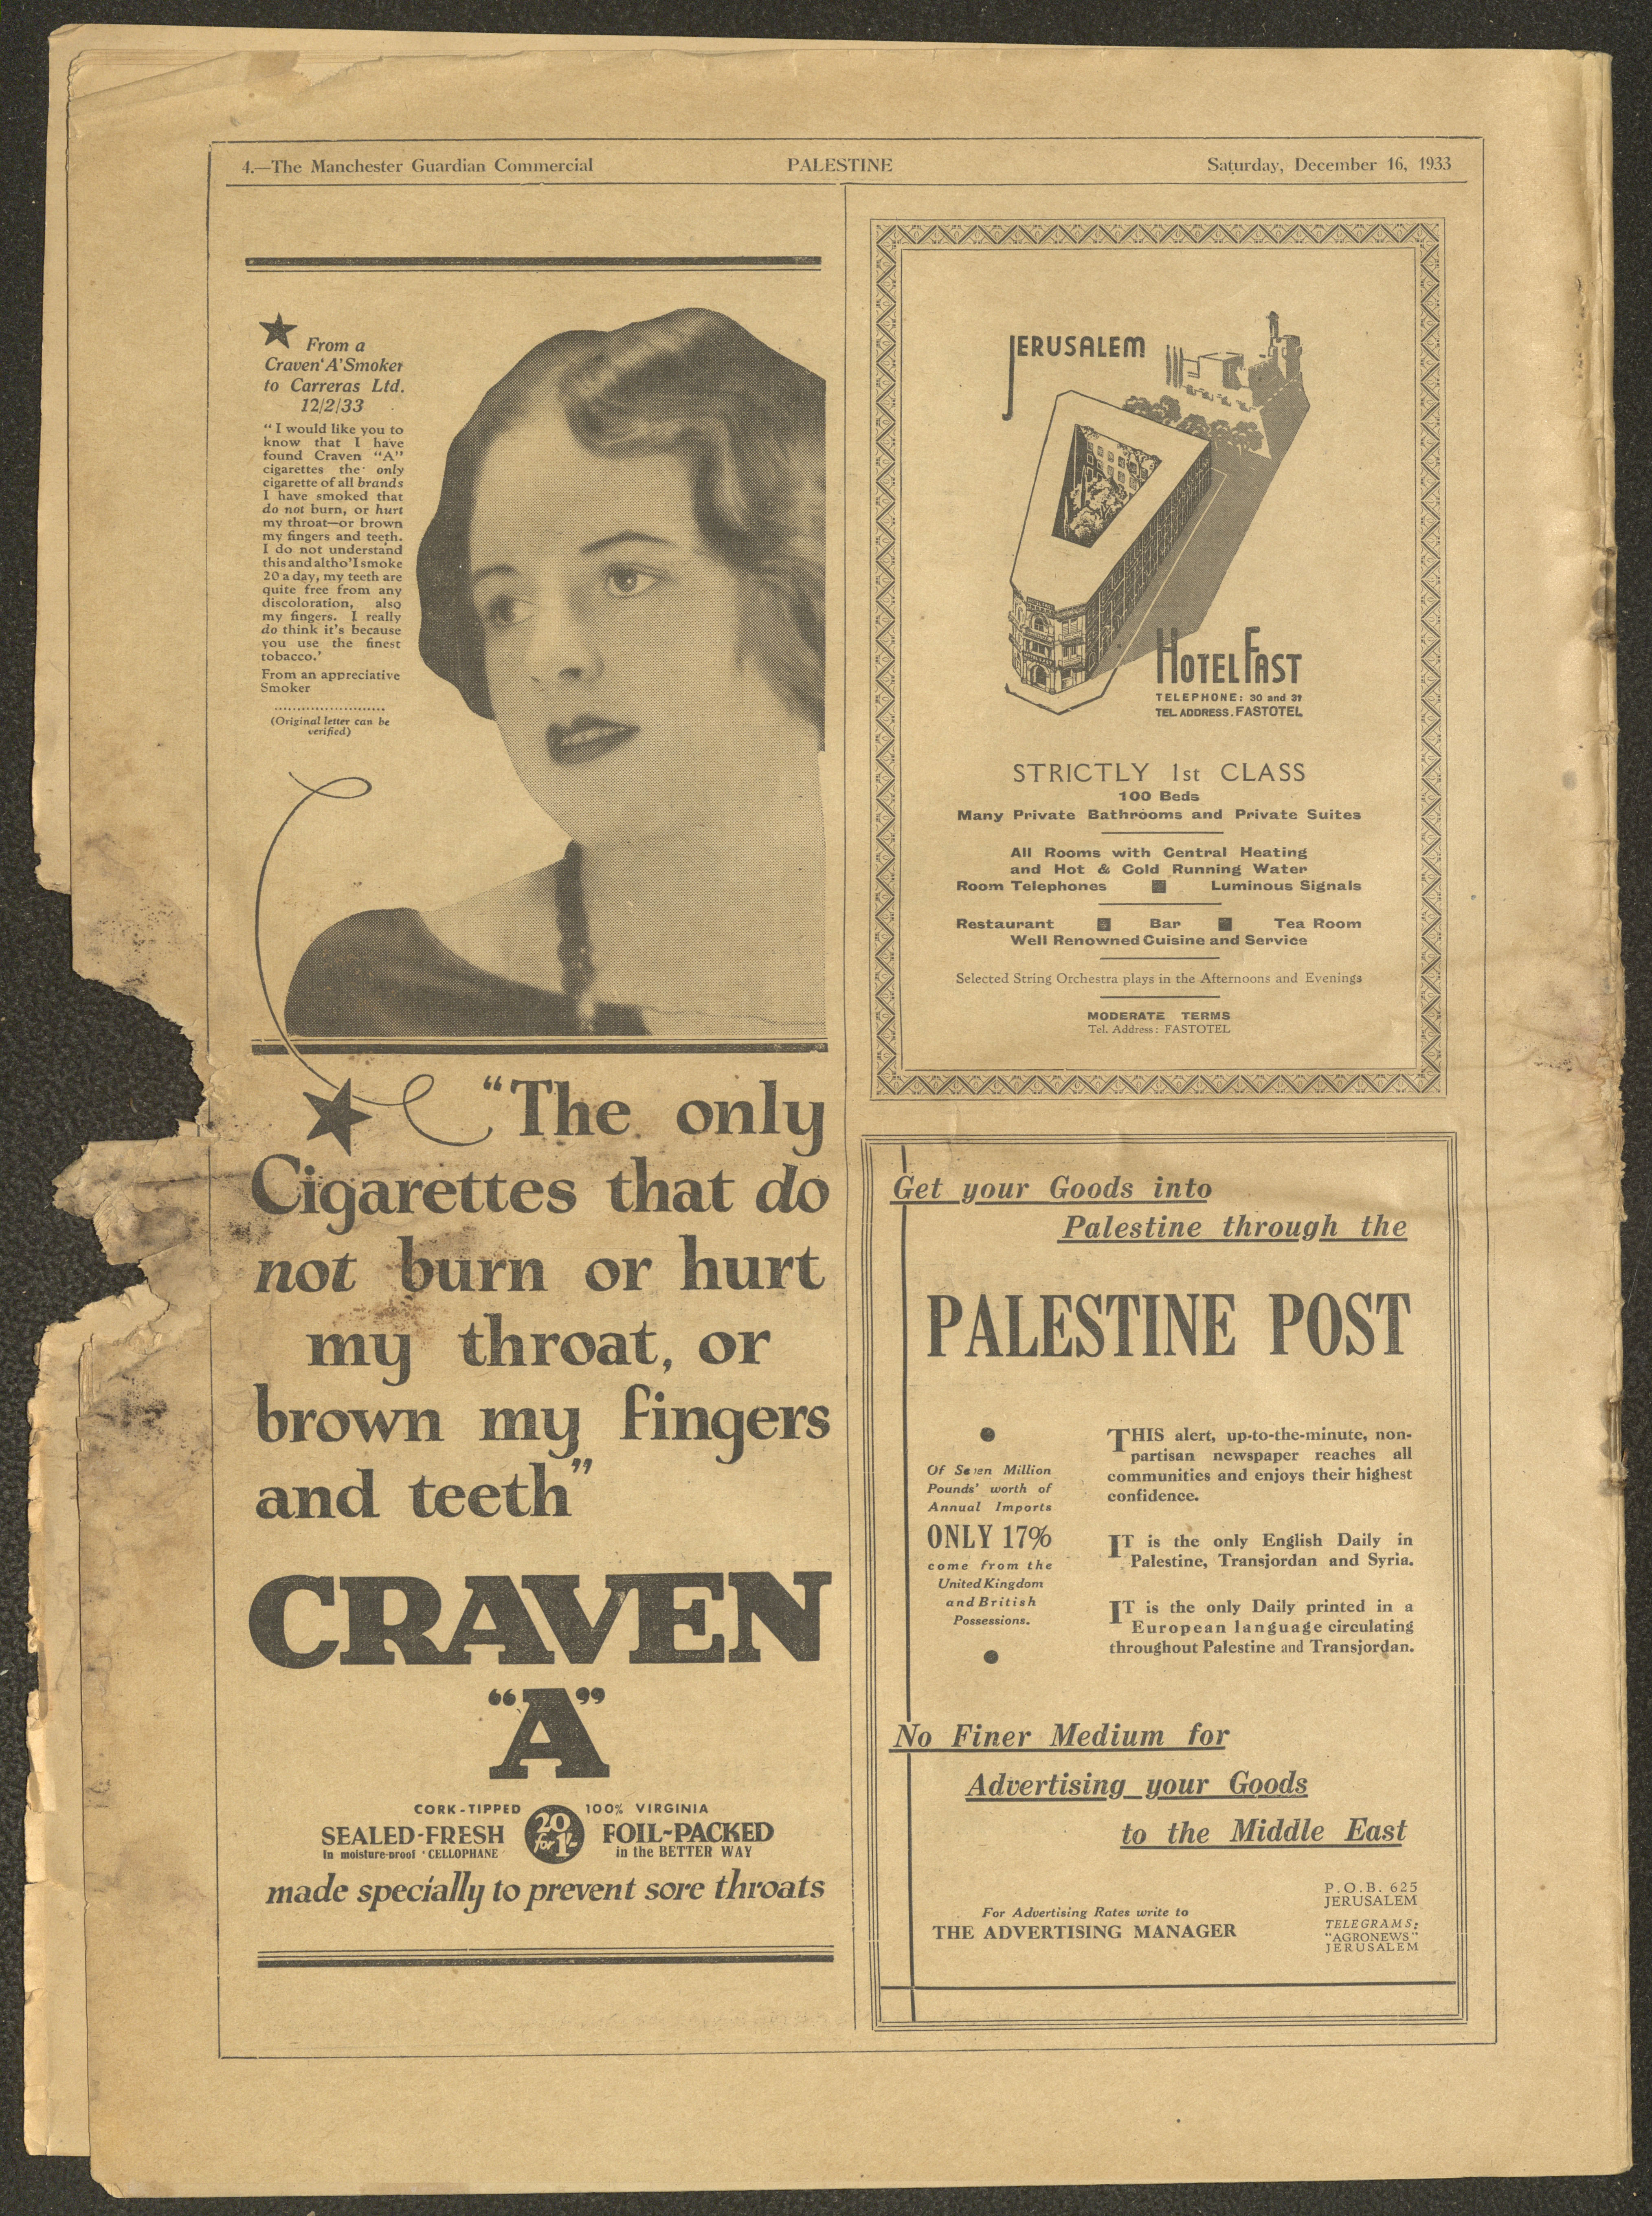 4.—The Manchester Guardian Commercial
PALESTINE
Saturday, December 16, 1933
From a
Craven 'A' Smoker
to Carreras Ltd.
12/2/33
"I would like you to
know that I have
found Craven "A"
cigarettes the only
cigarette of all brands
I have smoked that
do not burn, or hurt
my throat—or brown
my fingers and teeth.
I do not understand
this and altho' I smoke
20 a day, my teeth are
quite free from any
discoloration, also
my fingers. I really
do think it's because
you use the finest
tobacco.'
From an appreciative
Smoker
(Original letter can be
verified)
"The only
Cigarettes that do
not burn or hurt
my throat, or
brown my fingers
and teeth"
CRAVEN
"A"
CORK-TIPPED
SEALED-FRESH
In moisture-proof 'CELLOPHANE'
20
for 1/-
100% VIRGINIA
FOIL-PACKED
in the BETTER WAY
made specially to prevent sore throats
JERUSALEM
HOTEL FAST
TELEPHONE: 30 and 31
TEL. ADDRESS. FASTOTEL
STRICTLY 1st CLASS
100 Beds
Many Private Bathrooms and Private Suites
All Rooms with Central Heating
and Hot & Cold Running Water
Room Telephones Luminous Signals
Restaurant Bar Tea Room
Well Renowned Cuisine and Service
Selected String Orchestra plays in the Afternoons and Evenings
MODERATE TERMS
Tel. Address: FASTOTEL
Get your Goods into
Palestine through the
PALESTINE POST
Of Seven Million
Pounds' worth of
Annual Imports
ONLY 17%
come from the
United Kingdom
and British
Possessions.
THIS alert, up-to-the-minute, non-
partisan newspaper reaches all
communities and enjoys their highest
confidence.
IT is the only English Daily in
Palestine, Transjordan and Syria.
IT is the only Daily printed in a
European language circulating
throughout Palestine and Transjordan.
No Finer Medium for
Advertising your Goods
to the Middle East
For Advertising Rates write to
THE ADVERTISING MANAGER
P.O.B. 625
JERUSALEM
TELEGRAMS:
"AGRONEWS"
JERUSALEM